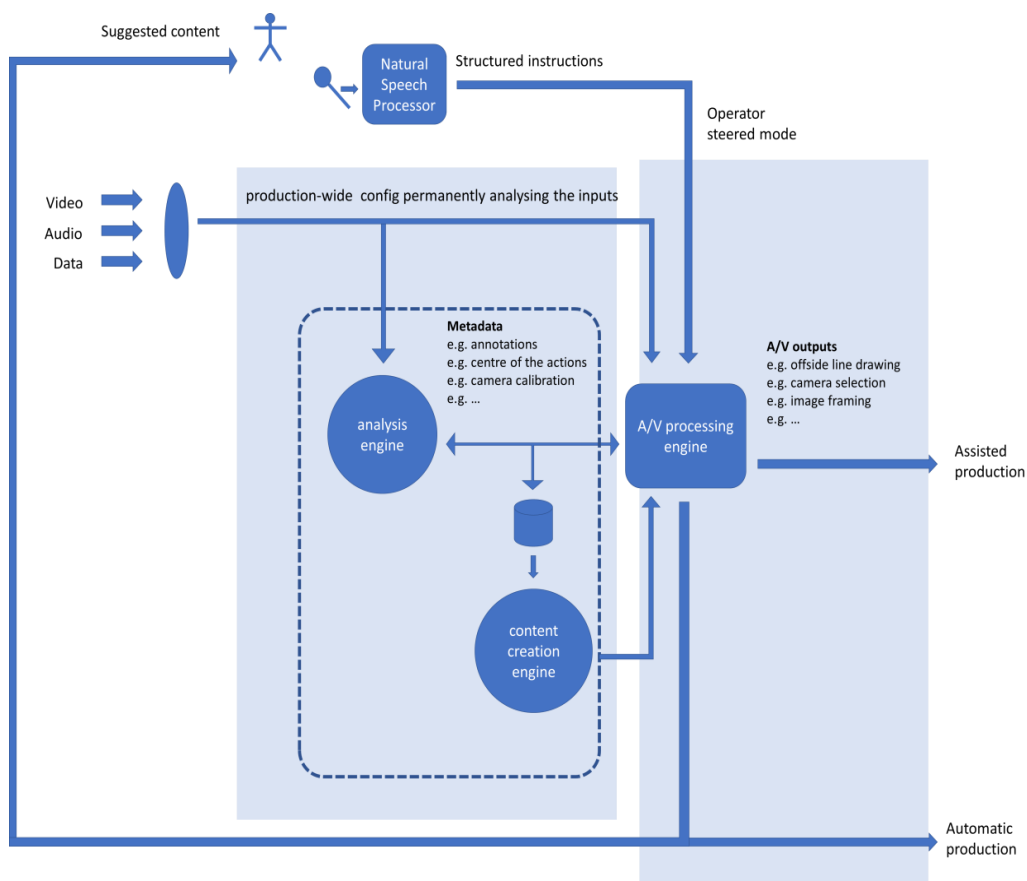 Suggested content
Natural
Speech
Processor
Structured instructions
Operator
steered mode
production-wide config permanently analysing the inputs
Video
Audio
Data
Metadata
e.g. annotations
e.g. centre of the actions
e.g. camera calibration
e.g. ...
A/V outputs
e.g. offside line drawing
e.g. camera selection
e.g. image framing
e.g. ...
analysis
engine
A/V processing
engine
Assisted
production
content
creation
engine
Automatic
production